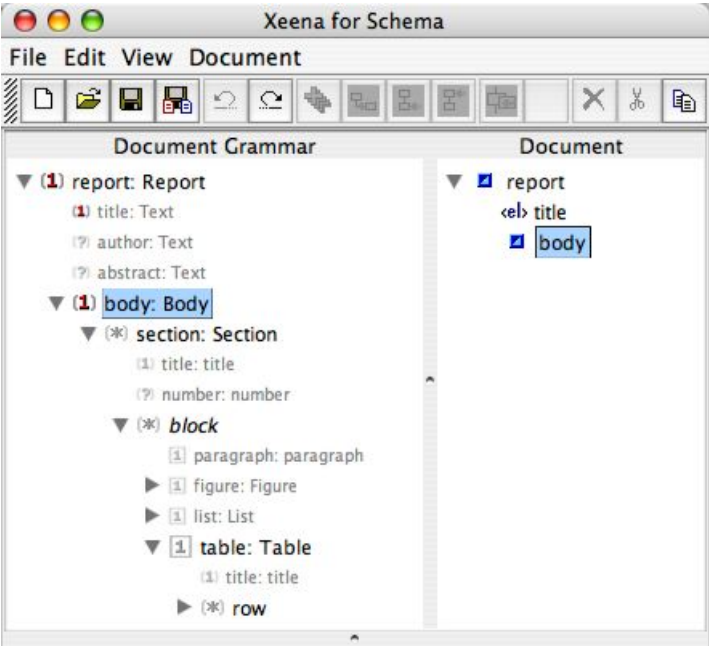 Xeena for Schema
File Edit View Document
Document Grammar
(1) report: Report
(1) title: Text
(?) author: Text
(?) abstract: Text
(1) body: Body
(*) section: Section
(1) title: title
(?) number: number
(*) block
1 paragraph: paragraph
1 figure: Figure
1 list: List
1 table: Table
(1) title: title
(*) row
Document
report
<el> title
body